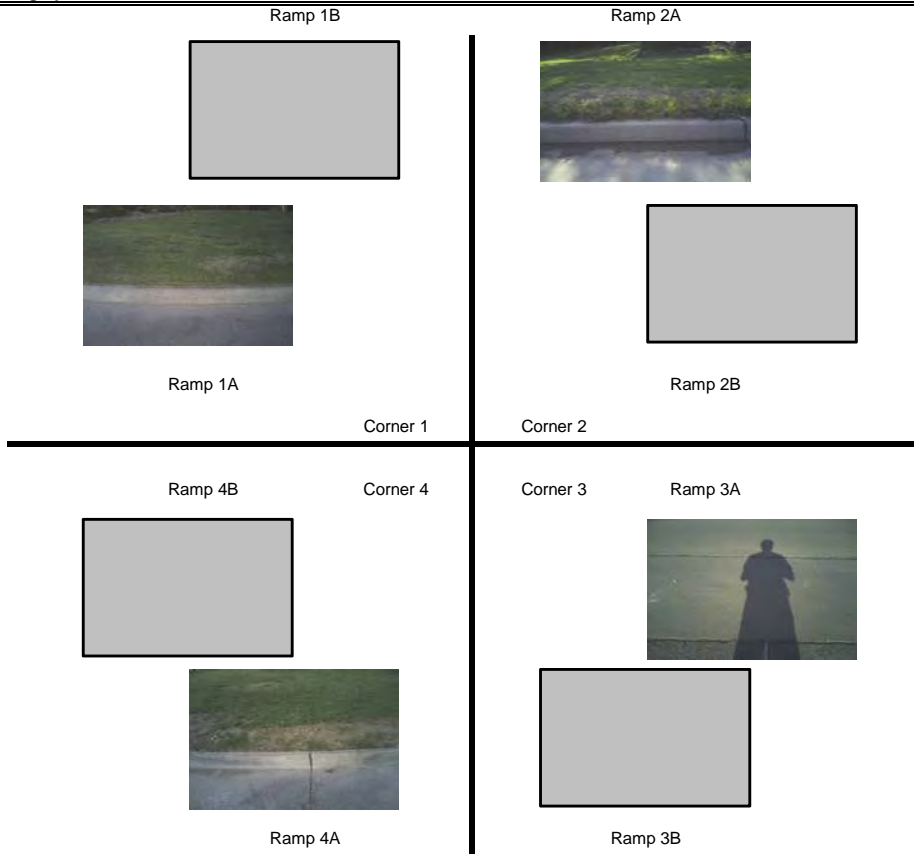 Ramp 1B Ramp 2A
Ramp 1A Ramp 2B
Corner 1 Corner 2
Ramp 4B Corner 4 Corner 3 Ramp 3A
Ramp 4A Ramp 3B